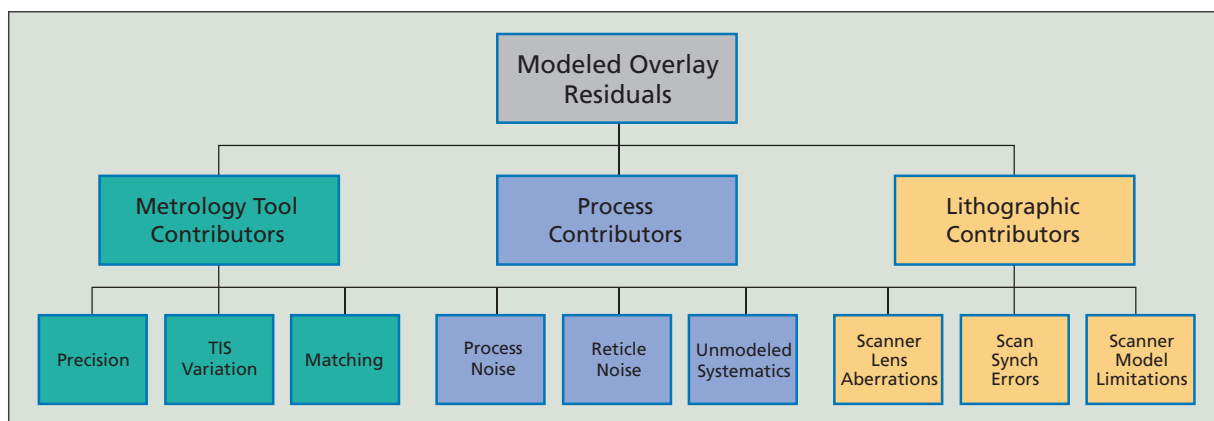 Modeled Overlay
Residuals
Metrology Tool
Contributors
Process
Contributors
Lithographic
Contributors
Precision
TIS
Variation
Matching
Process
Noise
Reticle
Noise
Unmodeled
Systematics
Scanner
Lens
Aberrations
Scan
Synch
Errors
Scanner
Model
Limitations